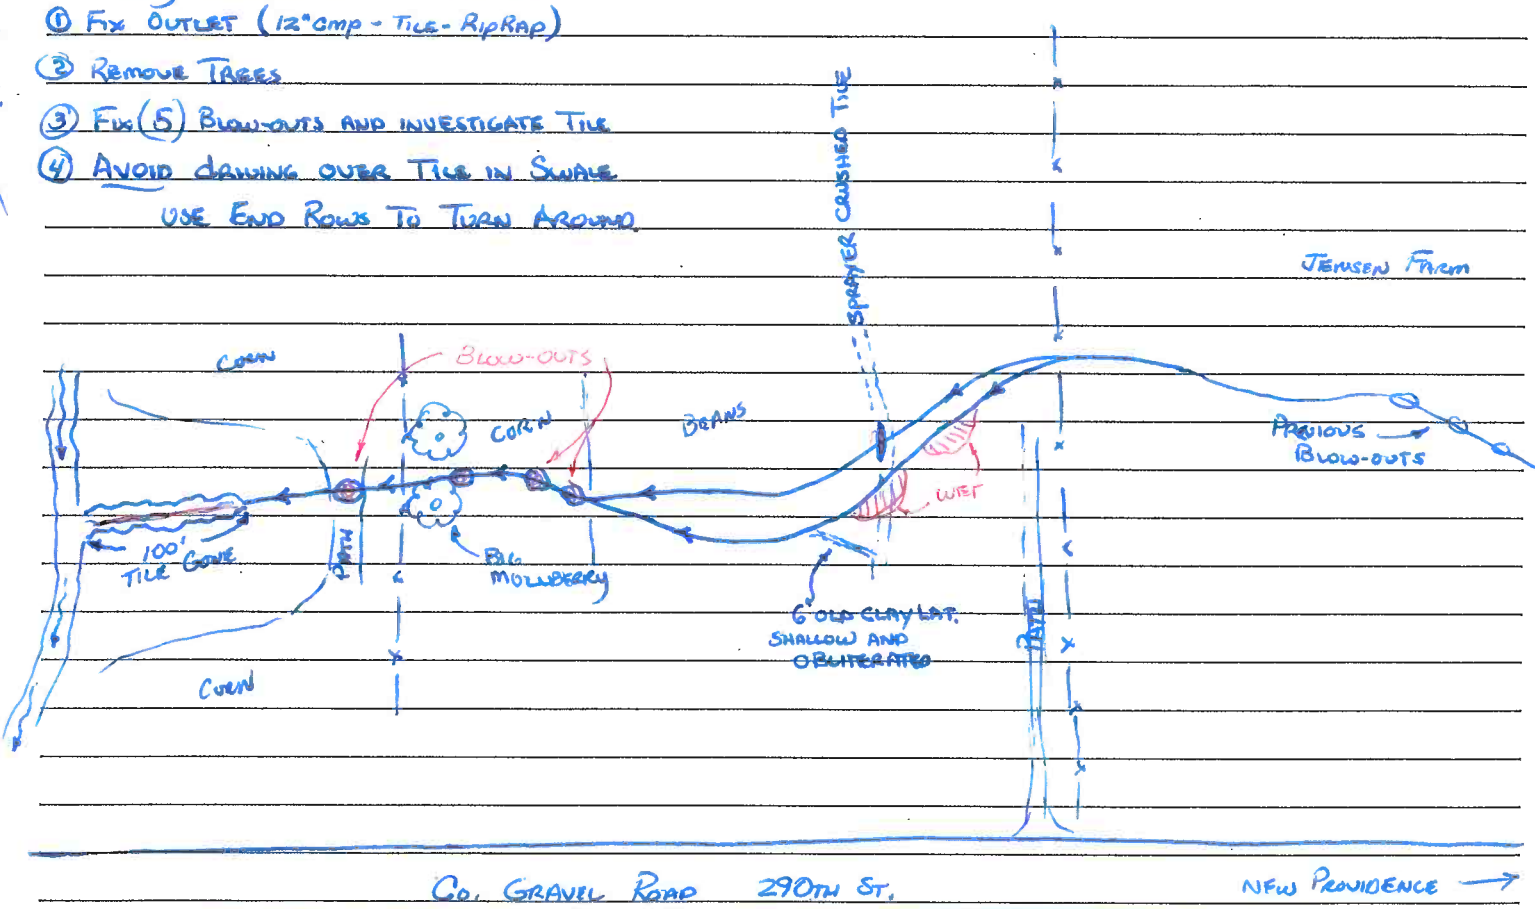 ① Fix Outlet (12" CMP - Tile - RipRap)
② Remove Trees
③ Fix (5) Blow-outs and investigate Tile
④ Avoid driving over Tile in Swale
use End Rows To Turn Around
Sprayer Crushed Tile
Jensen Farm
Corn
Blow-outs
Corn
Beans
Previous
Blow-outs
Wet
100'
Tile Gone
Path
Big
Mullberry
6" old Clay Lat.
Shallow and
Obliterated
Path
Corn
Co. Gravel Road 290th St.
New Providence →